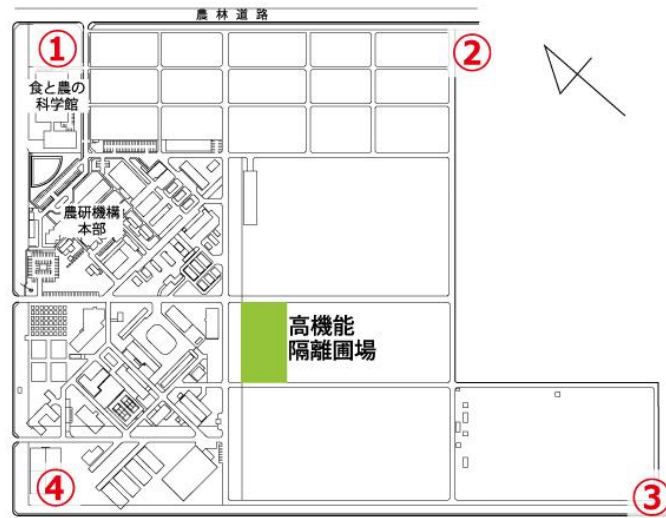 農林道路
①
②
食と農の
科学館
農研機構
本部
高機能
隔離圃場
④
③